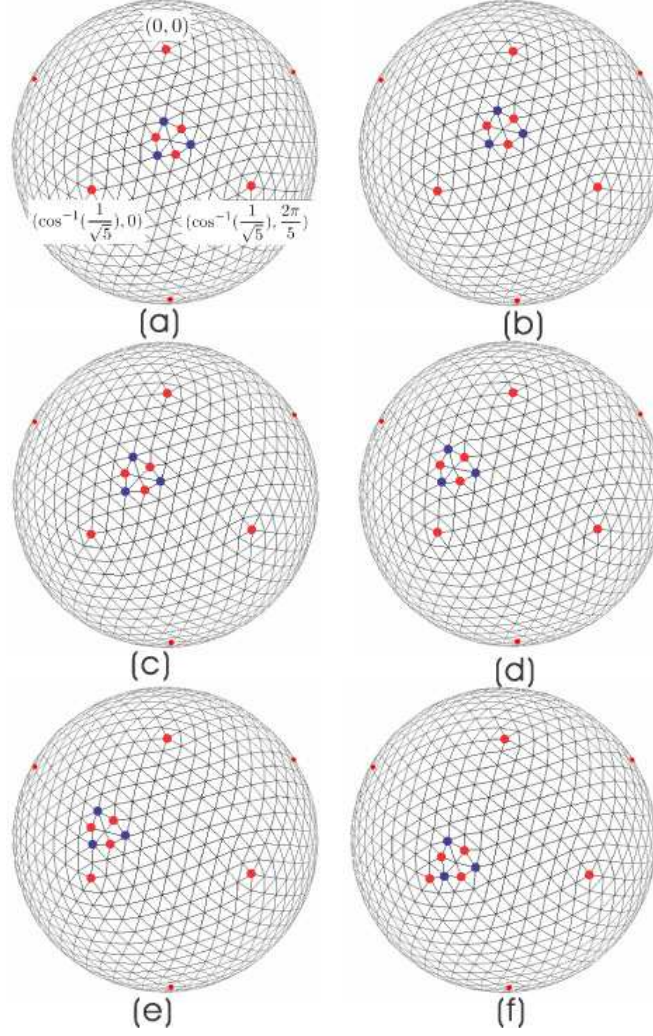 (0, 0)
(cos⁻¹(1/√5), 0) (cos⁻¹(1/√5), 2π/5)
(a) (b)
(c) (d)
(e) (f)